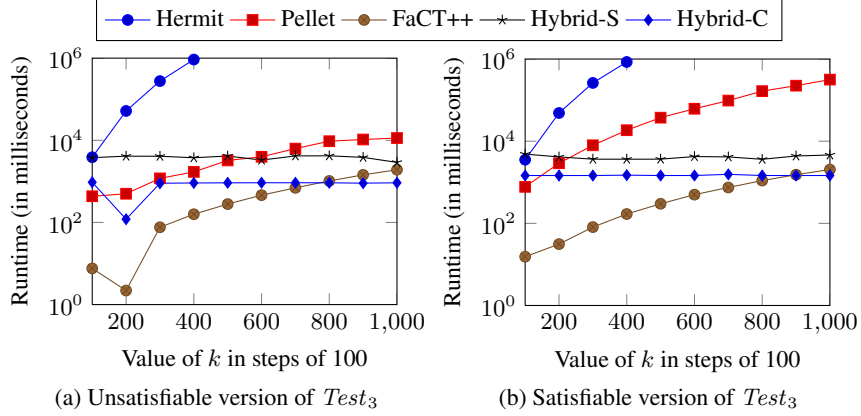 Hermit Pellet FaCT++ Hybrid-S Hybrid-C
10^6
10^4
10^2
10^0
200 400 600 800 1,000
Runtime (in milliseconds)
Value of k in steps of 100
(a) Unsatisfiable version of Test_3
10^6
10^4
10^2
10^0
200 400 600 800 1,000
Runtime (in milliseconds)
Value of k in steps of 100
(b) Satisfiable version of Test_3